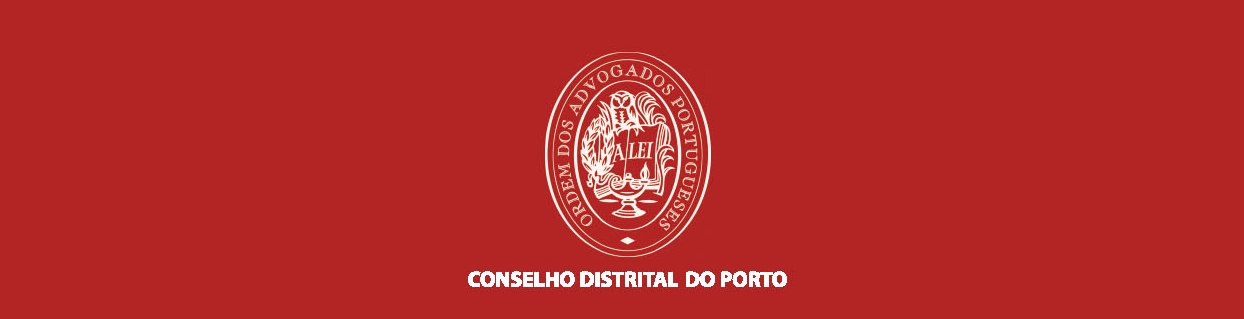 ORDEM DOS ADVOGADOS PORTUGUESES
A LEI
CONSELHO DISTRITAL DO PORTO